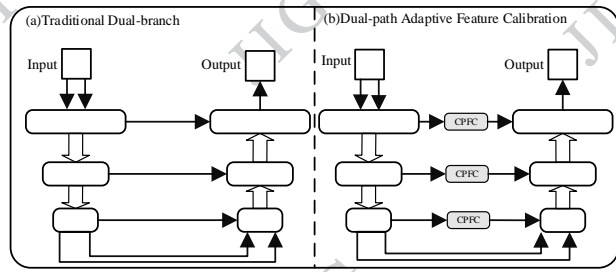 (a)Traditional Dual-branch
Input
Output
(b)Dual-path Adaptive Feature Calibration
Input
Output
CPFC
CPFC
CPFC